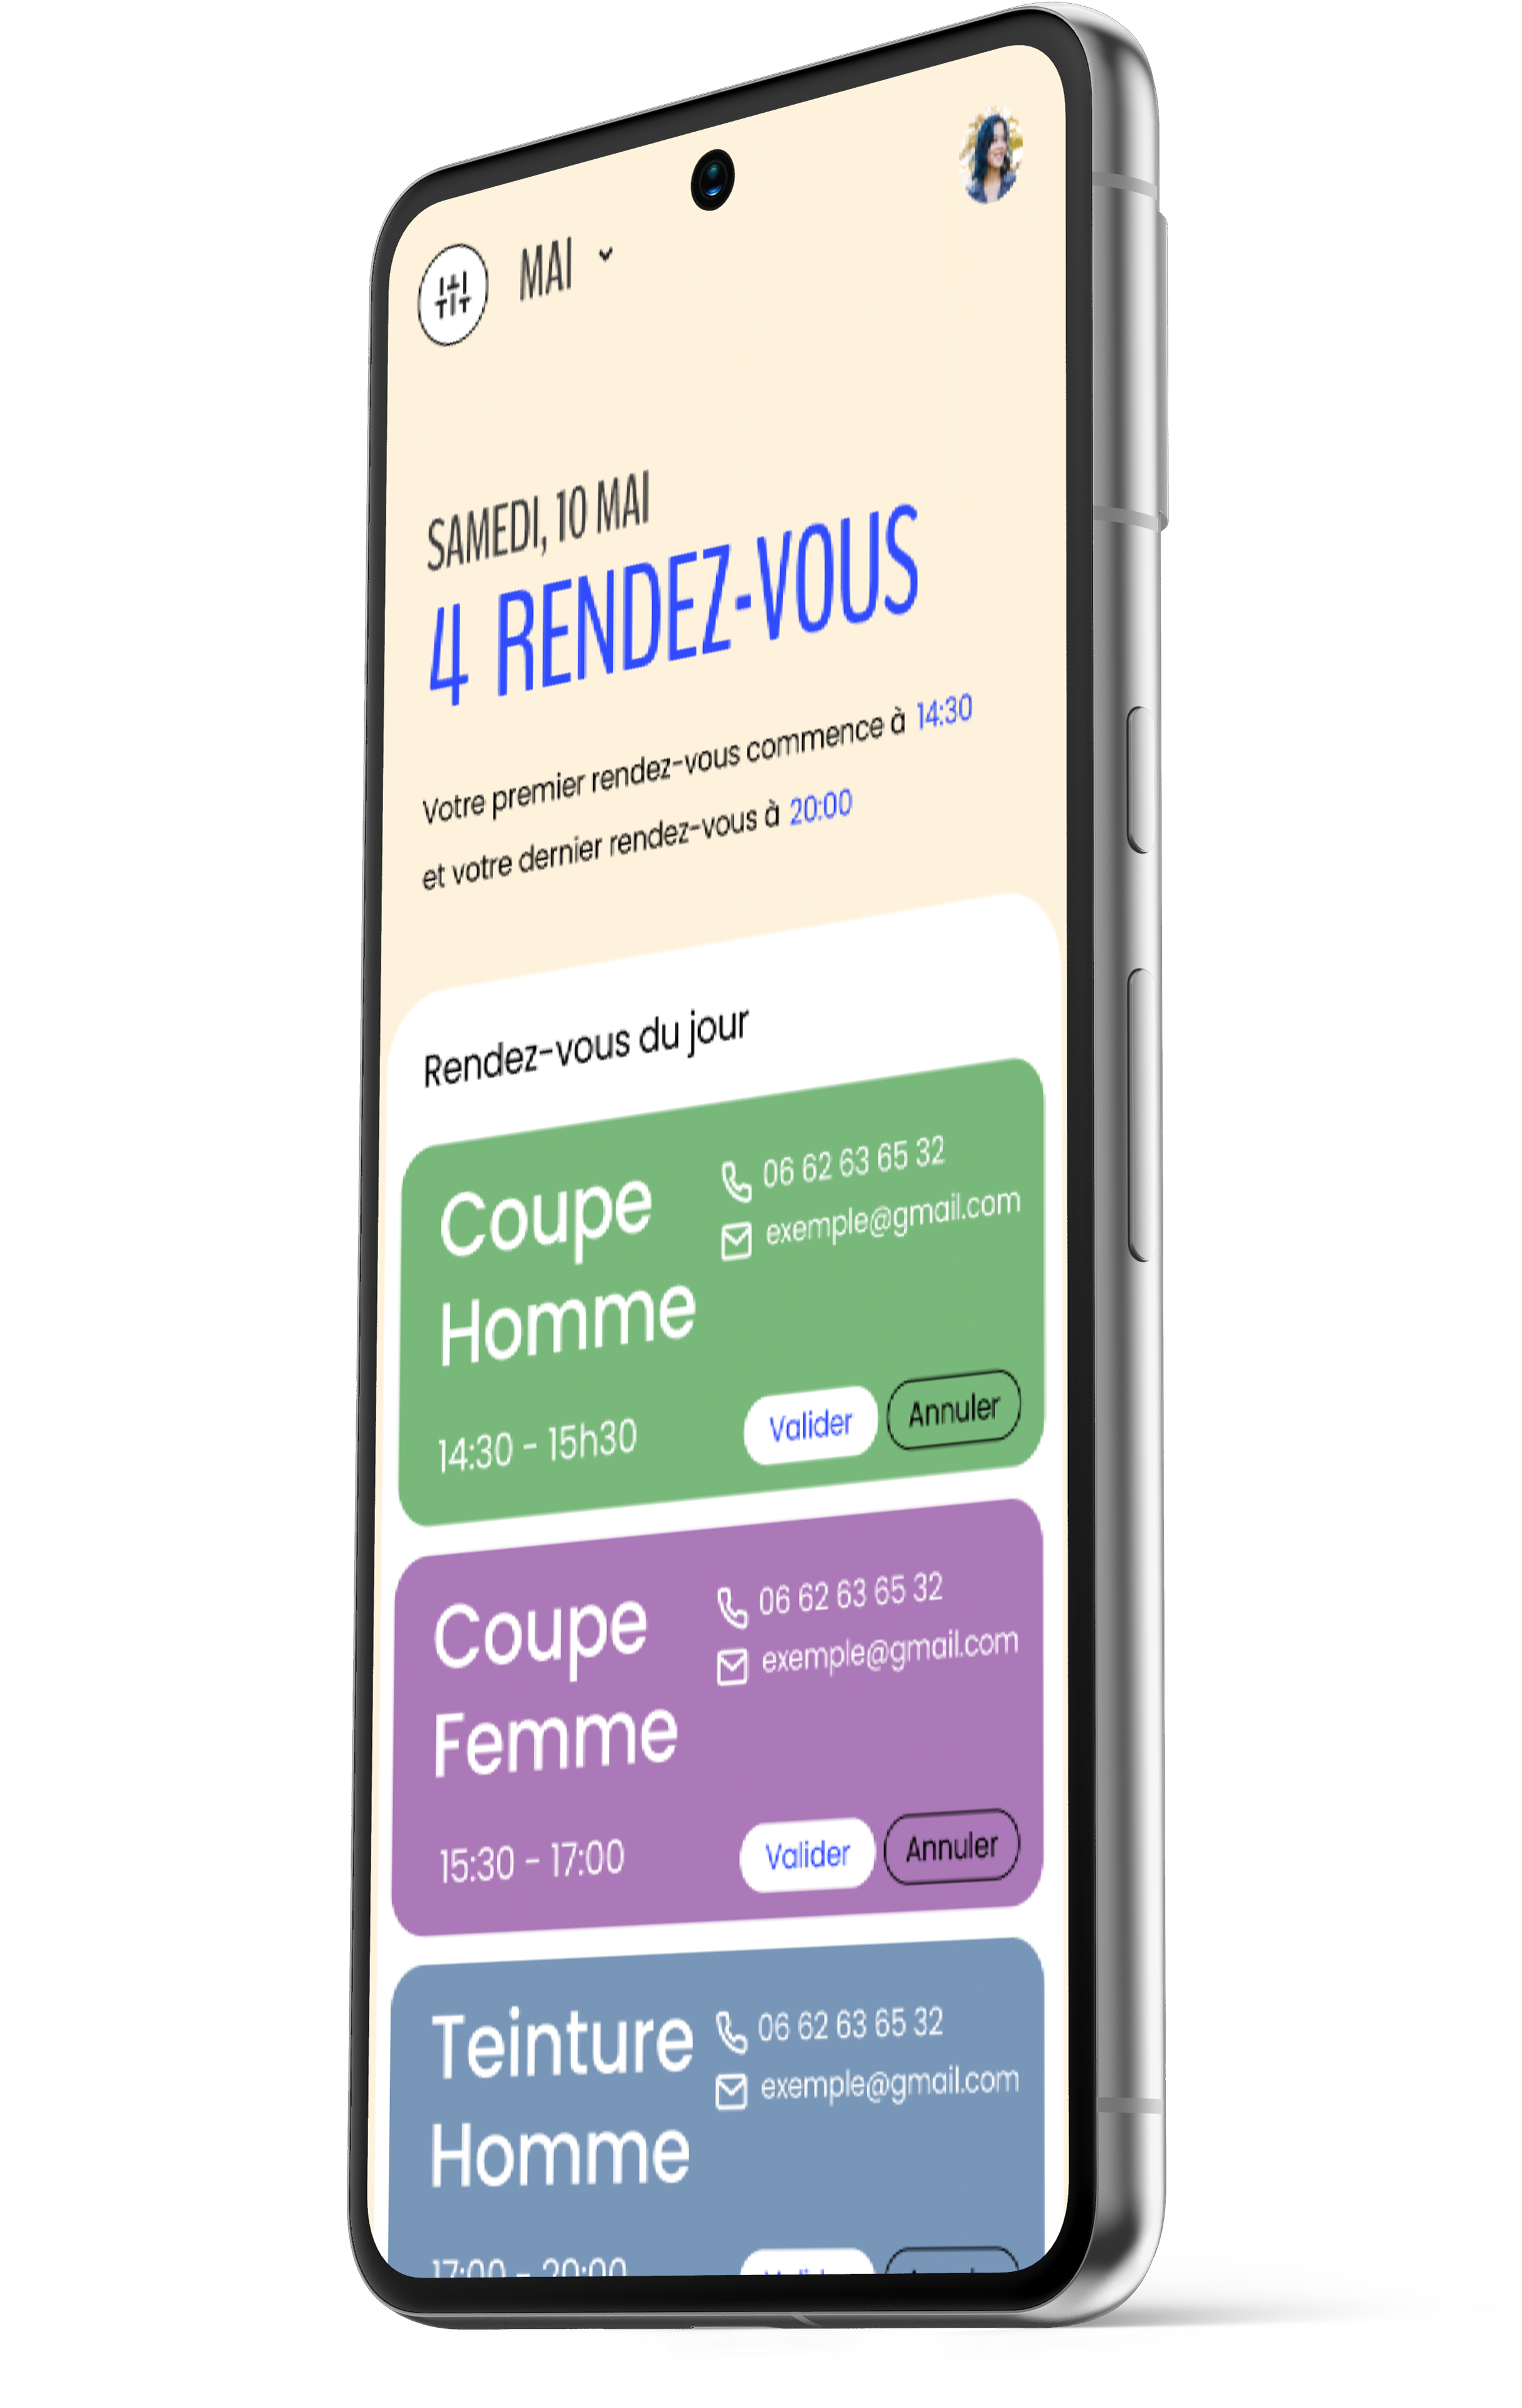 MAI
SAMEDI, 10 MAI
4 RENDEZ-VOUS
Votre premier rendez-vous commence à 14:30
et votre dernier rendez-vous à 20:00
Rendez-vous du jour
Coupe
Homme
06 62 63 65 32
exemple@gmail.com
14:30 - 15h30
Valider
Annuler
Coupe
Femme
06 62 63 65 32
exemple@gmail.com
15:30 - 17:00
Valider
Annuler
Teinture
Homme
06 62 63 65 32
exemple@gmail.com
17:00 - 20:00